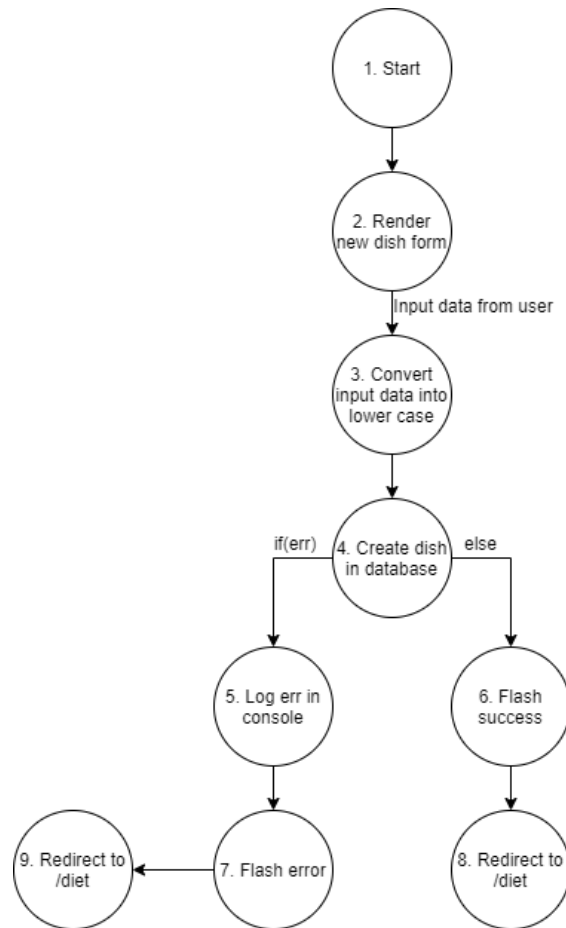 1. Start
2. Render
new dish form
Input data from user
3. Convert
input data into
lower case
if(err)
4. Create dish
in database
else
5. Log err in
console
6. Flash
success
9. Redirect to
/diet
7. Flash error
8. Redirect to
/diet